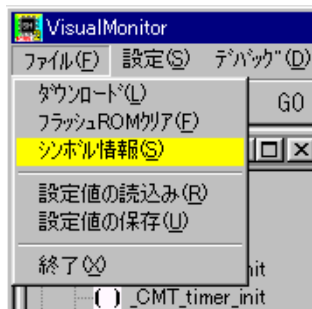 VisualMonitor
ﾌｧｲﾙ(F) 設定(S) ﾃﾞﾊﾞｯｸﾞ(D)
ﾀﾞｳﾝﾛｰﾄﾞ(L)
GO
ﾌﾗｯｼｭROMｸﾘｱ(F)
ｼﾝﾎﾞﾙ情報(S)
設定値の読込み(R)
設定値の保存(U)
終了(X)
nit
_CMT_timer_init